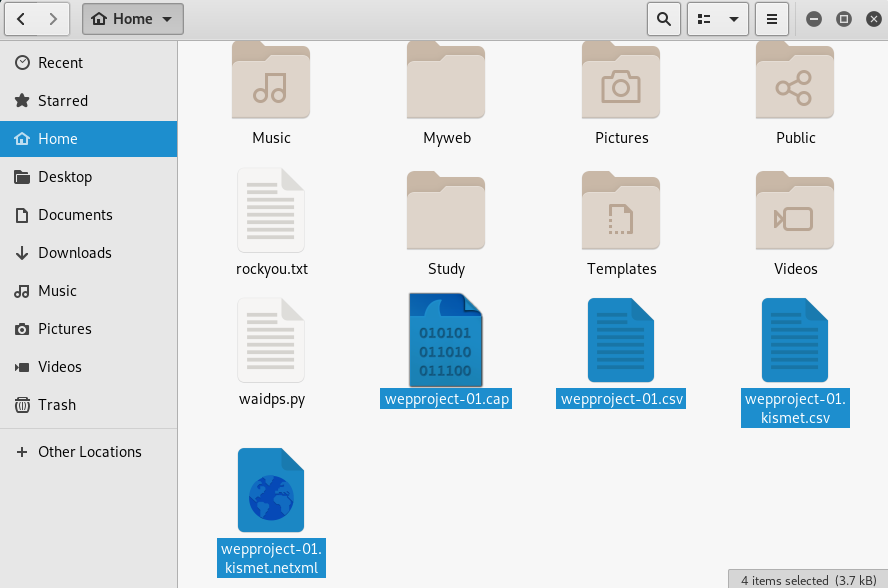 Home
Recent
Starred
Home
Desktop
Documents
Downloads
Music
Pictures
Videos
Trash
Other Locations
Music
Myweb
Pictures
Public
rockyou.txt
Study
Templates
Videos
010101
011010
011100
waidps.py
wepproject-01.cap
wepproject-01.csv
wepproject-01.
kismet.csv
wepproject-01.
kismet.netxml
4 items selected (3.7 kB)